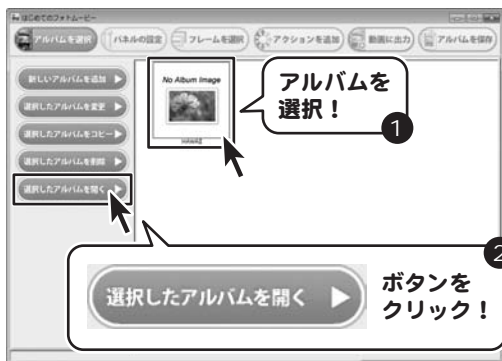 はじめてのフォトムービー
アルバムを選択
パネルの設定
フレームを選択
アクションを追加
動画に出力
アルバムを保存
新しいアルバムを追加
選択したアルバムを変更
選択したアルバムをコピー
選択したアルバムを削除
選択したアルバムを開く
No Album Image
アルバムを
選択！
1
2
選択したアルバムを開く
ボタンを
クリック！